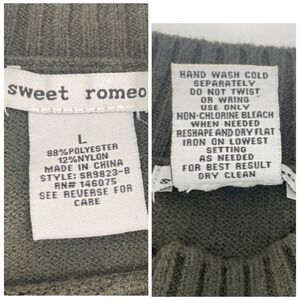 sweet romeo
L
88%POLYESTER
12%NYLON
MADE IN CHINA
STYLE: SR9823-B
RN# 146075
SEE REVERSE FOR
CARE
HAND WASH COLD
SEPARATELY
DO NOT TWIST
OR WRING
USE ONLY
NON-CHLORINE BLEACH
WHEN NEEDED
RESHAPE AND DRY FLAT
IRON ON LOWEST
SETTING
AS NEEDED
FOR BEST RESULT
DRY CLEAN